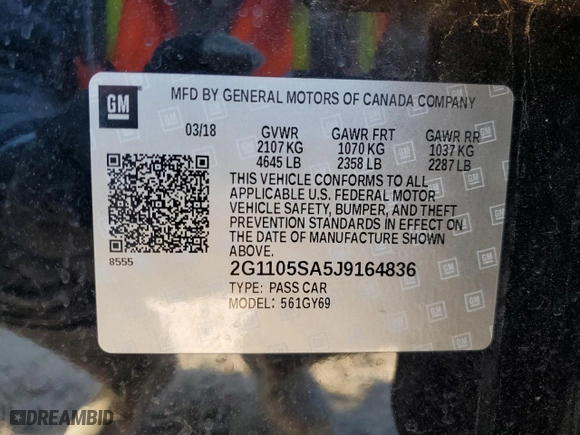 GM
MFD BY GENERAL MOTORS OF CANADA COMPANY
03/18 GVWR GAWR FRT GAWR RR
2107 KG 1070 KG 1037 KG
4645 LB 2358 LB 2287 LB
THIS VEHICLE CONFORMS TO ALL
APPLICABLE U.S. FEDERAL MOTOR
VEHICLE SAFETY, BUMPER, AND THEFT
PREVENTION STANDARDS IN EFFECT ON
THE DATE OF MANUFACTURE SHOWN
ABOVE.
8555
2G1105SA5J9164836
TYPE: PASS CAR
MODEL: 561GY69
DREAMBID